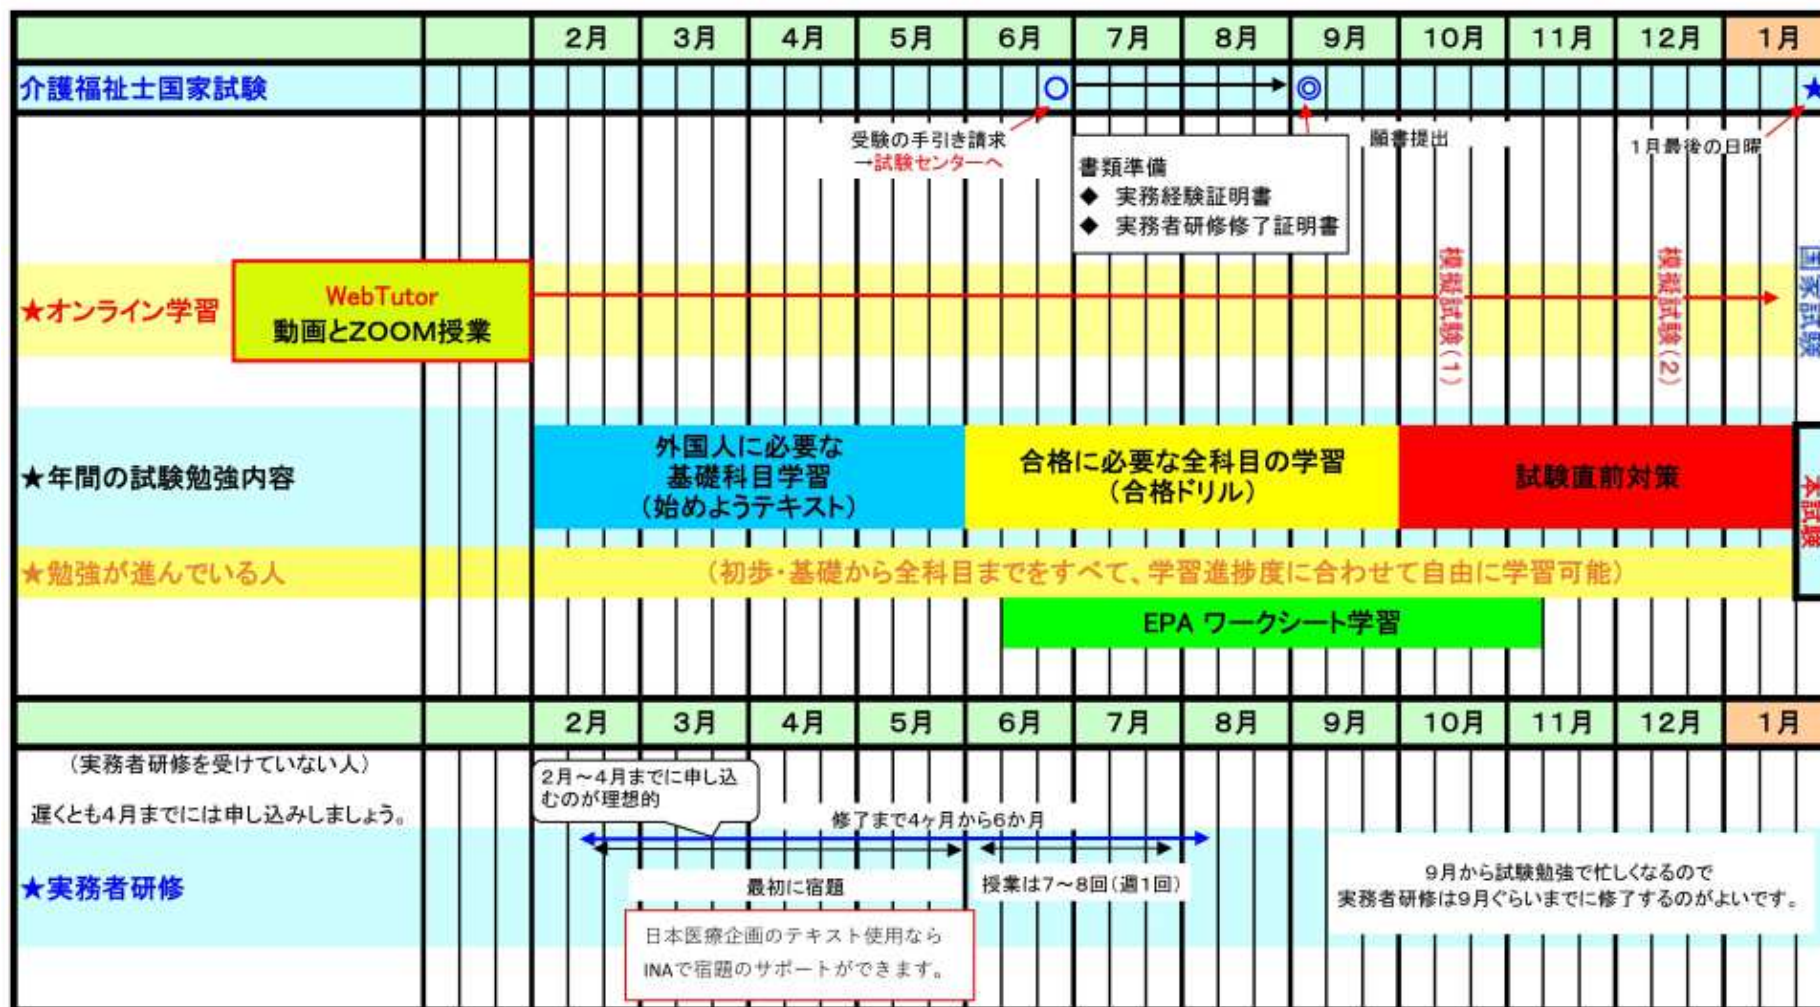 2月 3月 4月 5月 6月 7月 8月 9月 10月 11月 12月 1月
介護福祉士国家試験 ○ ◎ ★
受験の手引き請求
→試験センターへ
書類準備
◆ 実務経験証明書
◆ 実務者研修修了証明書
願書提出
1月最後の日曜
★オンライン学習
WebTutor
動画とZOOM授業
模擬試験(1)
模擬試験(2)
国家試験
★年間の試験勉強内容
外国人に必要な
基礎科目学習
(始めようテキスト)
合格に必要な全科目の学習
(合格ドリル)
試験直前対策
本試験
★勉強が進んでいる人
(初歩・基礎から全科目までをすべて、学習進捗度に合わせて自由に学習可能)
EPA ワークシート学習
2月 3月 4月 5月 6月 7月 8月 9月 10月 11月 12月 1月
(実務者研修を受けていない人)
遅くとも4月までには申し込みしましょう。
2月～4月までに申し込
むのが理想的
修了まで4ヶ月から6か月
★実務者研修
最初に宿題
授業は7～8回(週1回)
9月から試験勉強で忙しくなるので
実務者研修は9月ぐらいまでに修了するのがよいです。
日本医療企画のテキスト使用なら
INAで宿題のサポートができます。